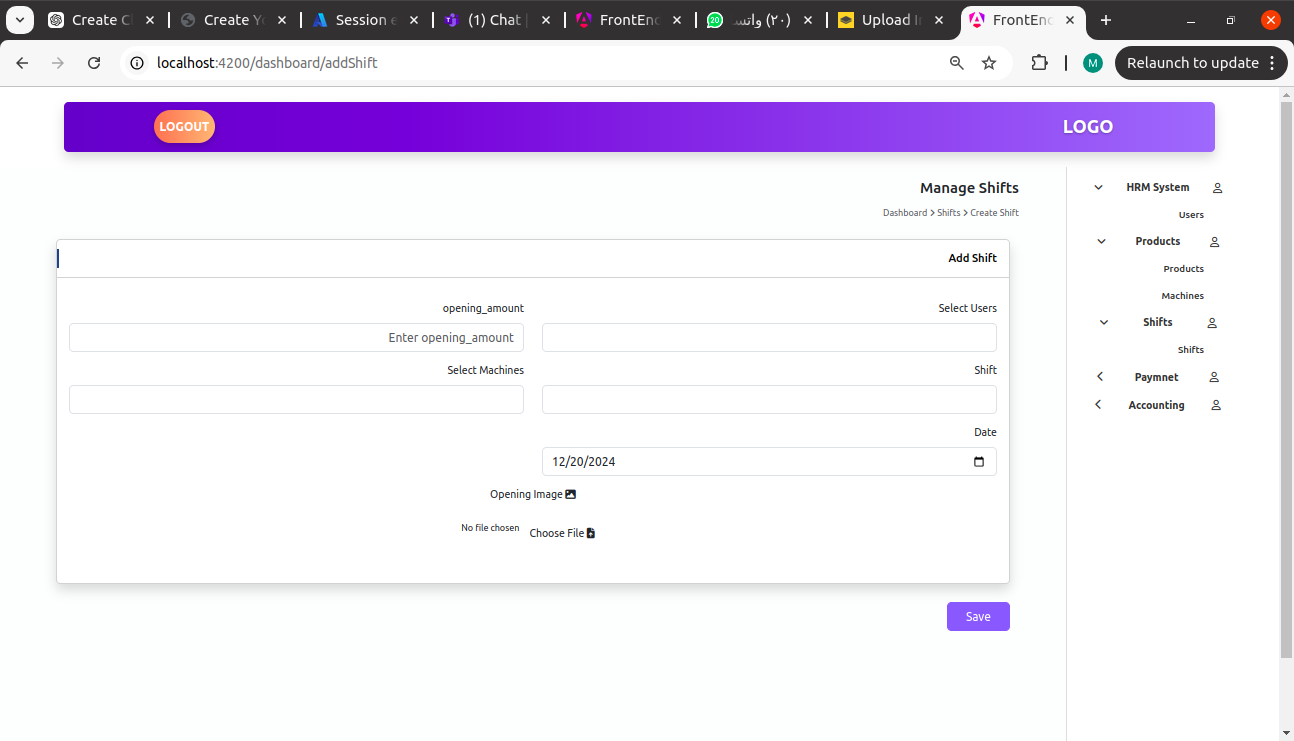 Create C
Create Y
Session e
(1) Chat
FrontEnd
(٢٠) واتس
Upload I
FrontEnd
localhost:4200/dashboard/addShift
M
Relaunch to update
LOGOUT
LOGO
Manage Shifts
Dashboard > Shifts > Create Shift
HRM System
Users
Products
Products
Machines
Shifts
Shifts
Paymnet
Accounting
Add Shift
opening_amount
Select Users
Enter opening_amount
Select Machines
Shift
Date
12/20/2024
Opening Image
No file chosen
Choose File
Save